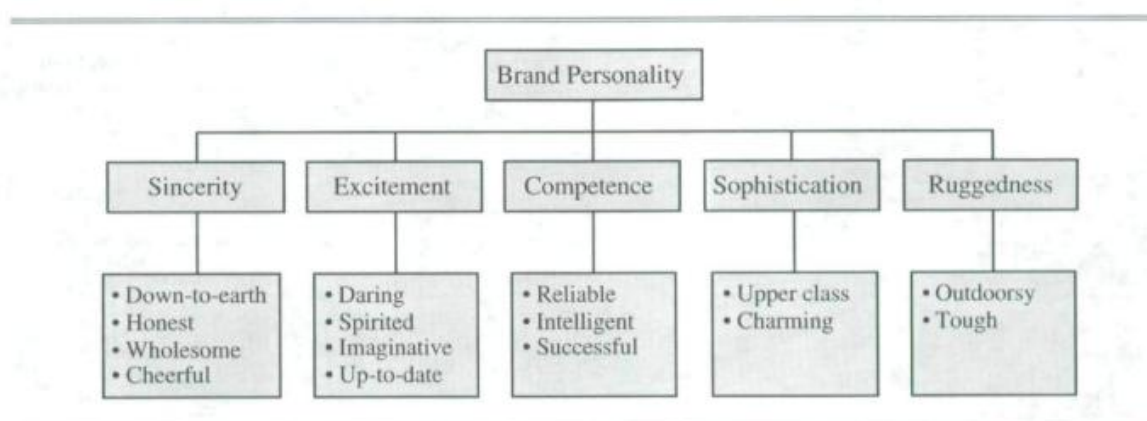 Brand Personality
Sincerity
Excitement
Competence
Sophistication
Ruggedness
• Down-to-earth
• Honest
• Wholesome
• Cheerful
• Daring
• Spirited
• Imaginative
• Up-to-date
• Reliable
• Intelligent
• Successful
• Upper class
• Charming
• Outdoorsy
• Tough